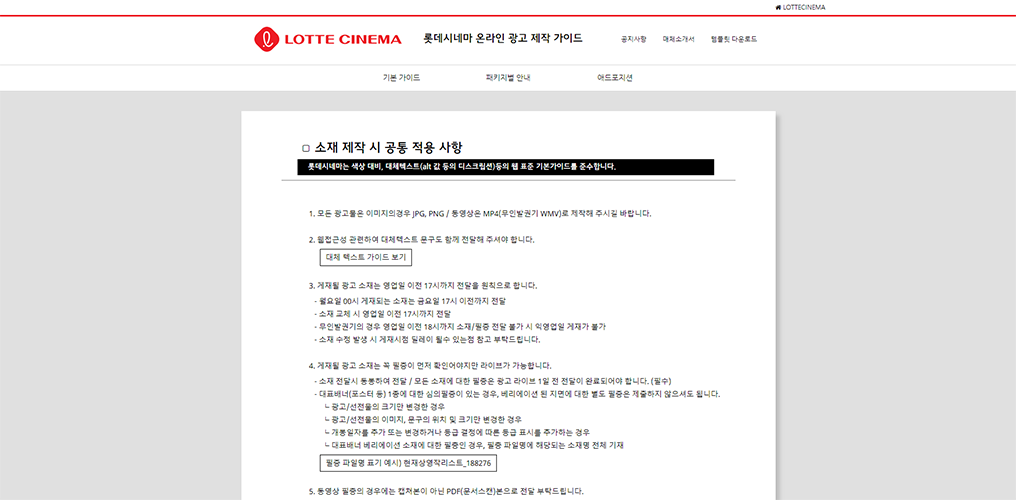 LOTTECINEMA
LOTTE CINEMA
롯데시네마 온라인 광고 제작 가이드
공지사항
매체소개서
템플릿 다운로드
기본 가이드
패키지별 안내
애드포지션
소재 제작 시 공통 적용 사항
롯데시네마는 색상 대비, 대체텍스트(alt 값 등의 디스크립션)등의 웹 표준 기본가이드를 준수합니다.
1. 모든 광고물은 이미지의경우 JPG, PNG / 동영상은 MP4(무인발권기 WMV)로 제작해 주시길 바랍니다.
2. 웹접근성 관련하여 대체텍스트 문구도 함께 전달해 주셔야 합니다.
대체 텍스트 가이드 보기
3. 게재될 광고 소재는 영업일 이전 17시까지 전달을 원칙으로 합니다.
- 월요일 00시 게재되는 소재는 금요일 17시 이전까지 전달
- 소재 교체 시 영업일 이전 17시까지 전달
- 무인발권기의 경우 영업일 이전 18시까지 소재/필증 전달 불가 시 익영업일 게재가 불가
- 소재 수정 발생 시 게재시점 딜레이 될수 있는점 참고 부탁드립니다.
4. 게재될 광고 소재는 꼭 필증이 먼저 확인어야지만 라이브가 가능합니다.
- 소재 전달시 동봉하여 전달 / 모든 소재에 대한 필증은 광고 라이브 1일 전 전달이 완료되어야 합니다. (필수)
- 대표배너(포스터 등) 1종에 대한 심의필증이 있는 경우, 베리에이션 된 지면에 대한 별도 필증은 제출하지 않으셔도 됩니다.
ㄴ 광고/선전물의 크기만 변경한 경우
ㄴ 광고/선전물의 이미지, 문구의 위치 및 크기만 변경한 경우
ㄴ 개봉일자를 추가 또는 변경하거나 등급 결정에 따른 등급 표시를 추가하는 경우
ㄴ 대표배너 베리에이션 소재에 대한 필증인 경우, 필증 파일명에 해당되는 소재명 전체 기재
필증 파일명 표기 예시) 현재상영작리스트_188276
5. 동영상 필증의 경우에는 캡쳐본이 아닌 PDF(문서스캔)본으로 전달 부탁드립니다.